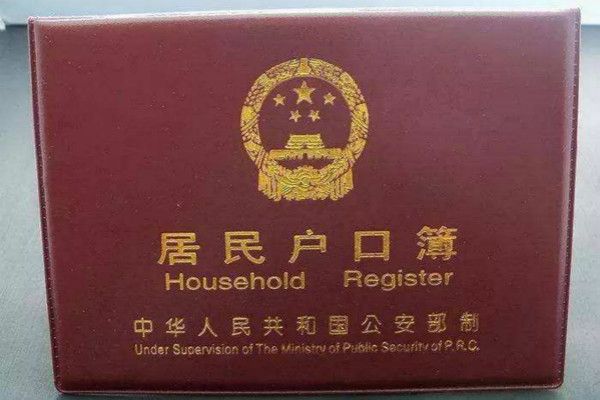 居民户口簿
Household Register
中华人民共和国公安部制
Under Supervision of The Ministry of Public Security of P.R.C.